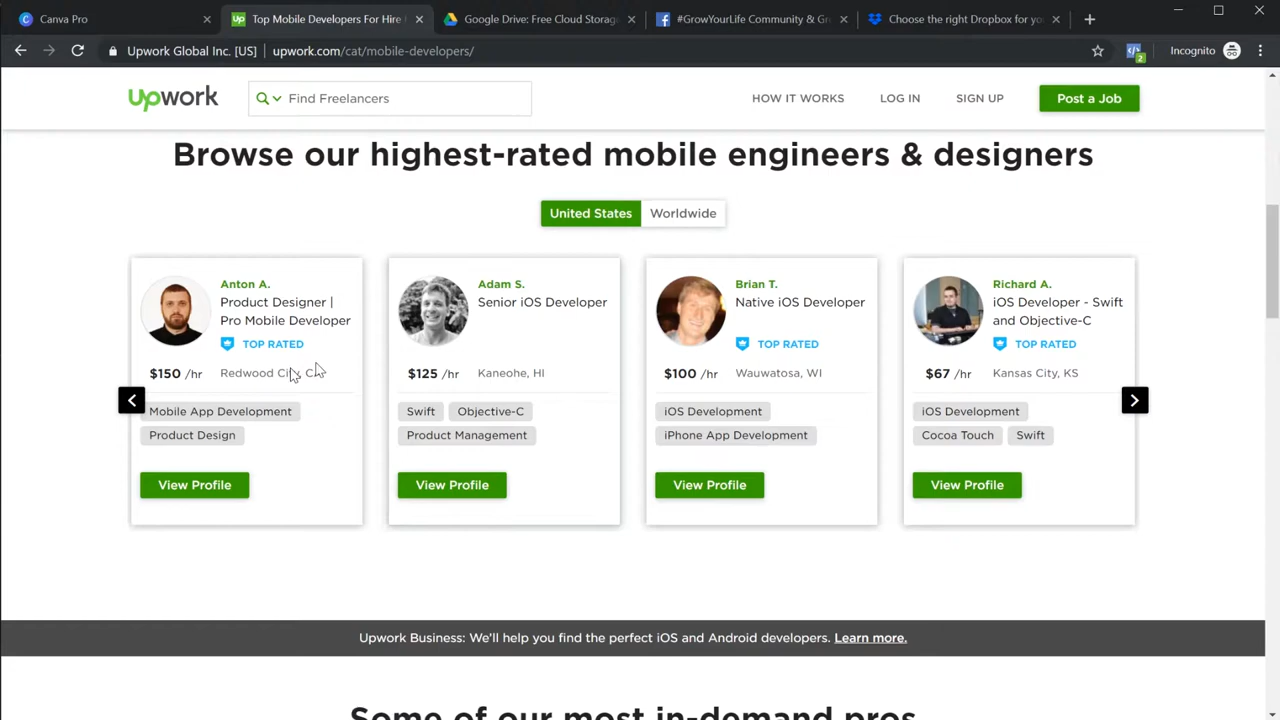 Canva Pro
Top Mobile Developers For Hire
Google Drive: Free Cloud Storag
#GrowYourLife Community & Gr
Choose the right Dropbox for yo
Upwork Global Inc. [US] | upwork.com/cat/mobile-developers/
2
Incognito
upwork
Find Freelancers
HOW IT WORKS
LOG IN
SIGN UP
Post a Job
Browse our highest-rated mobile engineers & designers
United States
Worldwide
Anton A.
Product Designer |
Pro Mobile Developer
TOP RATED
$150 /hr
Redwood City, CA
Mobile App Development
Product Design
View Profile
Adam S.
Senior iOS Developer
$125 /hr
Kaneohe, HI
Swift
Objective-C
Product Management
View Profile
Brian T.
Native iOS Developer
TOP RATED
$100 /hr
Wauwatosa, WI
iOS Development
iPhone App Development
View Profile
Richard A.
iOS Developer - Swift
and Objective-C
TOP RATED
$67 /hr
Kansas City, KS
iOS Development
Cocoa Touch
Swift
View Profile
Upwork Business: We'll help you find the perfect iOS and Android developers. Learn more.
Some of our most in-demand pros